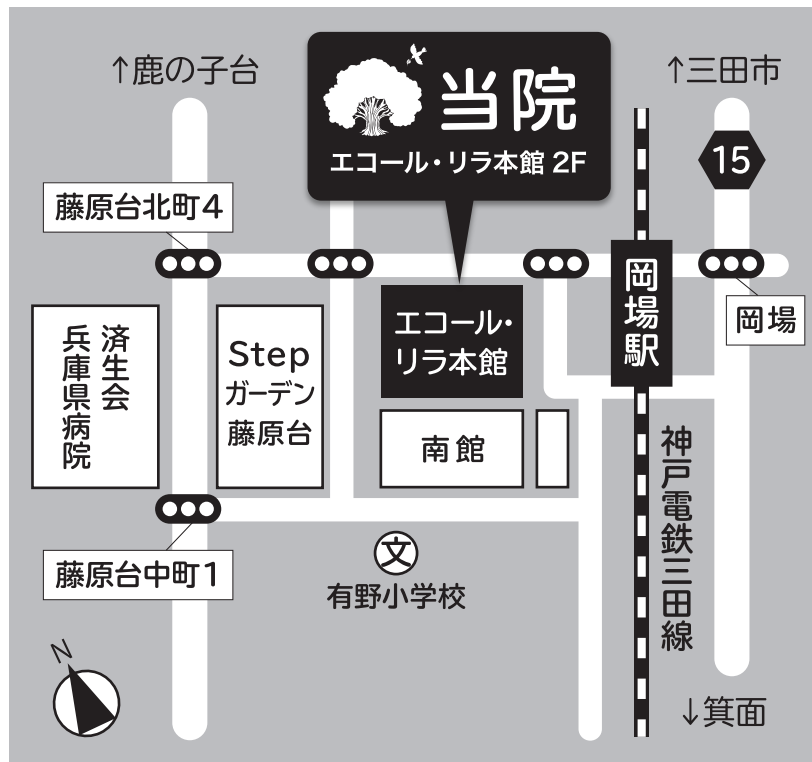 ↑鹿の子台
当院
エコール・リラ本館 2F
↑三田市
15
藤原台北町4
岡場駅
岡場
済生会
兵庫県病院
Step
ガーデン
藤原台
エコール・
リラ本館
南館
神戸電鉄三田線
藤原台中町1
文
有野小学校
N
↓箕面